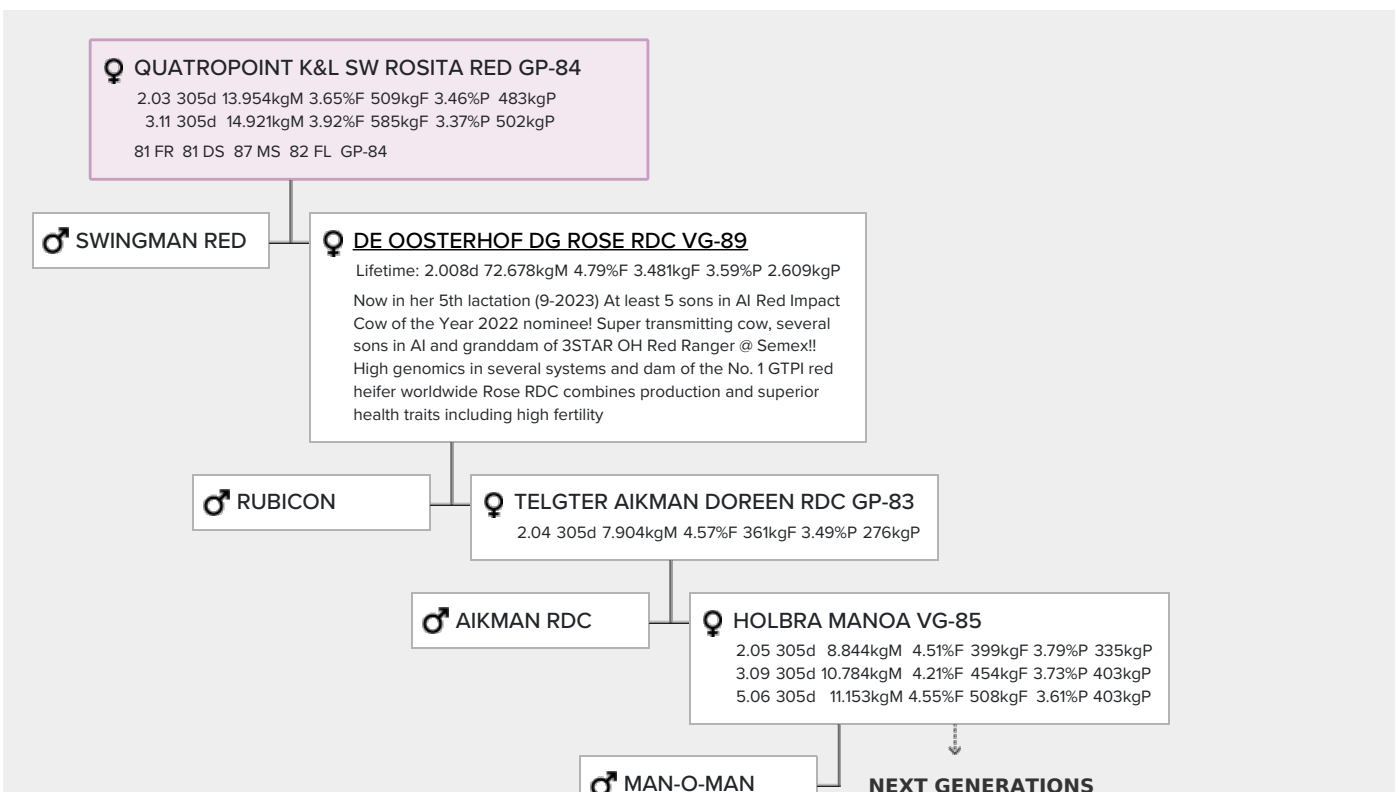 QUATROPOINT K&L SW ROSITA RED GP-84
2.03 305d 13.954kgM 3.65%F 509kgF 3.46%P 483kgP
3.11 305d 14.921kgM 3.92%F 585kgF 3.37%P 502kgP
81 FR 81 DS 87 MS 82 FL GP-84
SWINGMAN RED
DE OOSTERHOF DG ROSE RDC VG-89
Lifetime: 2.008d 72.678kgM 4.79%F 3.481kgF 3.59%P 2.609kgP
Now in her 5th lactation (9-2023) At least 5 sons in AI Red Impact
Cow of the Year 2022 nominee! Super transmitting cow, several
sons in AI and granddam of 3STAR OH Red Ranger @ Semex!!
High genomics in several systems and dam of the No. 1 GTPI red
heifer worldwide Rose RDC combines production and superior
health traits including high fertility
RUBICON
TELGTER AIKMAN DOREEN RDC GP-83
2.04 305d 7.904kgM 4.57%F 361kgF 3.49%P 276kgP
AIKMAN RDC
HOLBRA MANOA VG-85
2.05 305d 8.844kgM 4.51%F 399kgF 3.79%P 335kgP
3.09 305d 10.784kgM 4.21%F 454kgF 3.73%P 403kgP
5.06 305d 11.153kgM 4.55%F 508kgF 3.61%P 403kgP
MAN-O-MAN
NEXT GENERATIONS